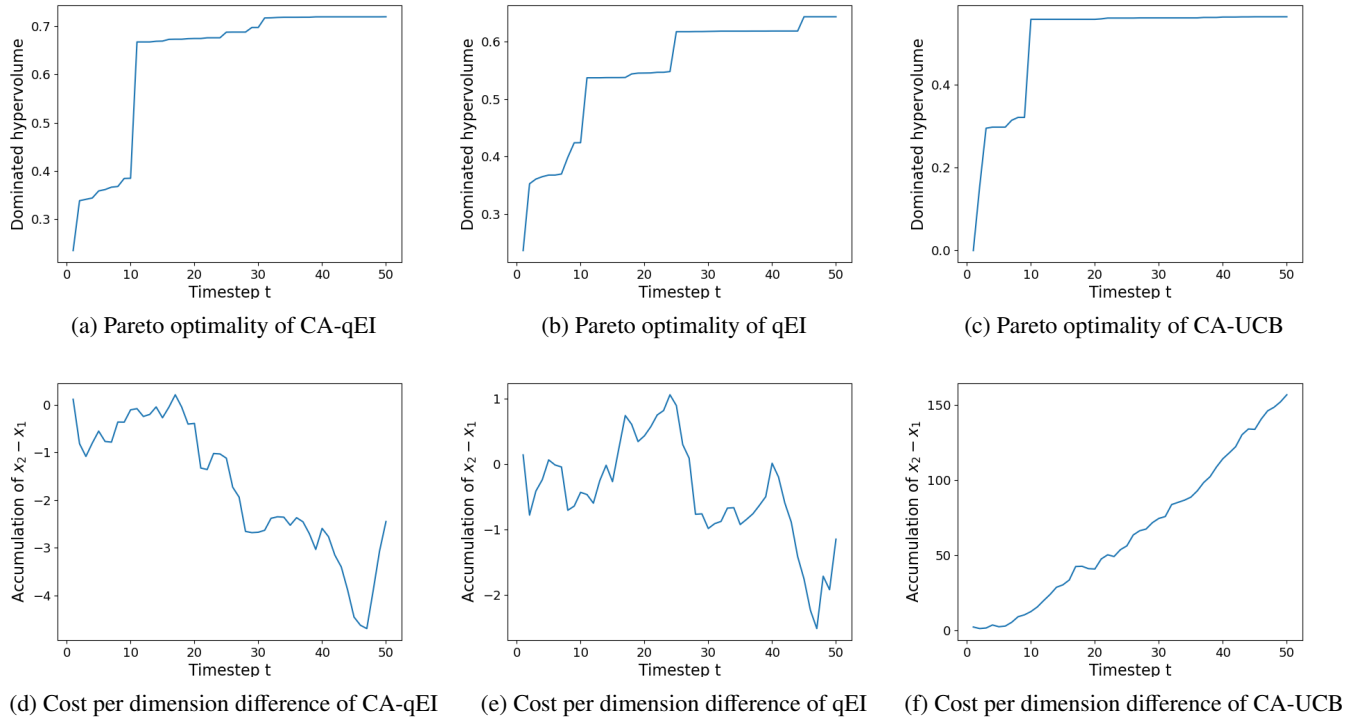 Dominated hypervolume
0.7
0.6
0.5
0.4
0.3
0 10 20 30 40 50
Timestep t
(a) Pareto optimality of CA-qEI
Dominated hypervolume
0.6
0.5
0.4
0.3
0 10 20 30 40 50
Timestep t
(b) Pareto optimality of qEI
Dominated hypervolume
0.4
0.2
0.0
0 10 20 30 40 50
Timestep t
(c) Pareto optimality of CA-UCB
Accumulation of x₂ − x₁
0
−1
−2
−3
−4
0 10 20 30 40 50
Timestep t
(d) Cost per dimension difference of CA-qEI
Accumulation of x₂ − x₁
1
0
−1
−2
0 10 20 30 40 50
Timestep t
(e) Cost per dimension difference of qEI
Accumulation of x₂ − x₁
150
100
50
0
0 10 20 30 40 50
Timestep t
(f) Cost per dimension difference of CA-UCB